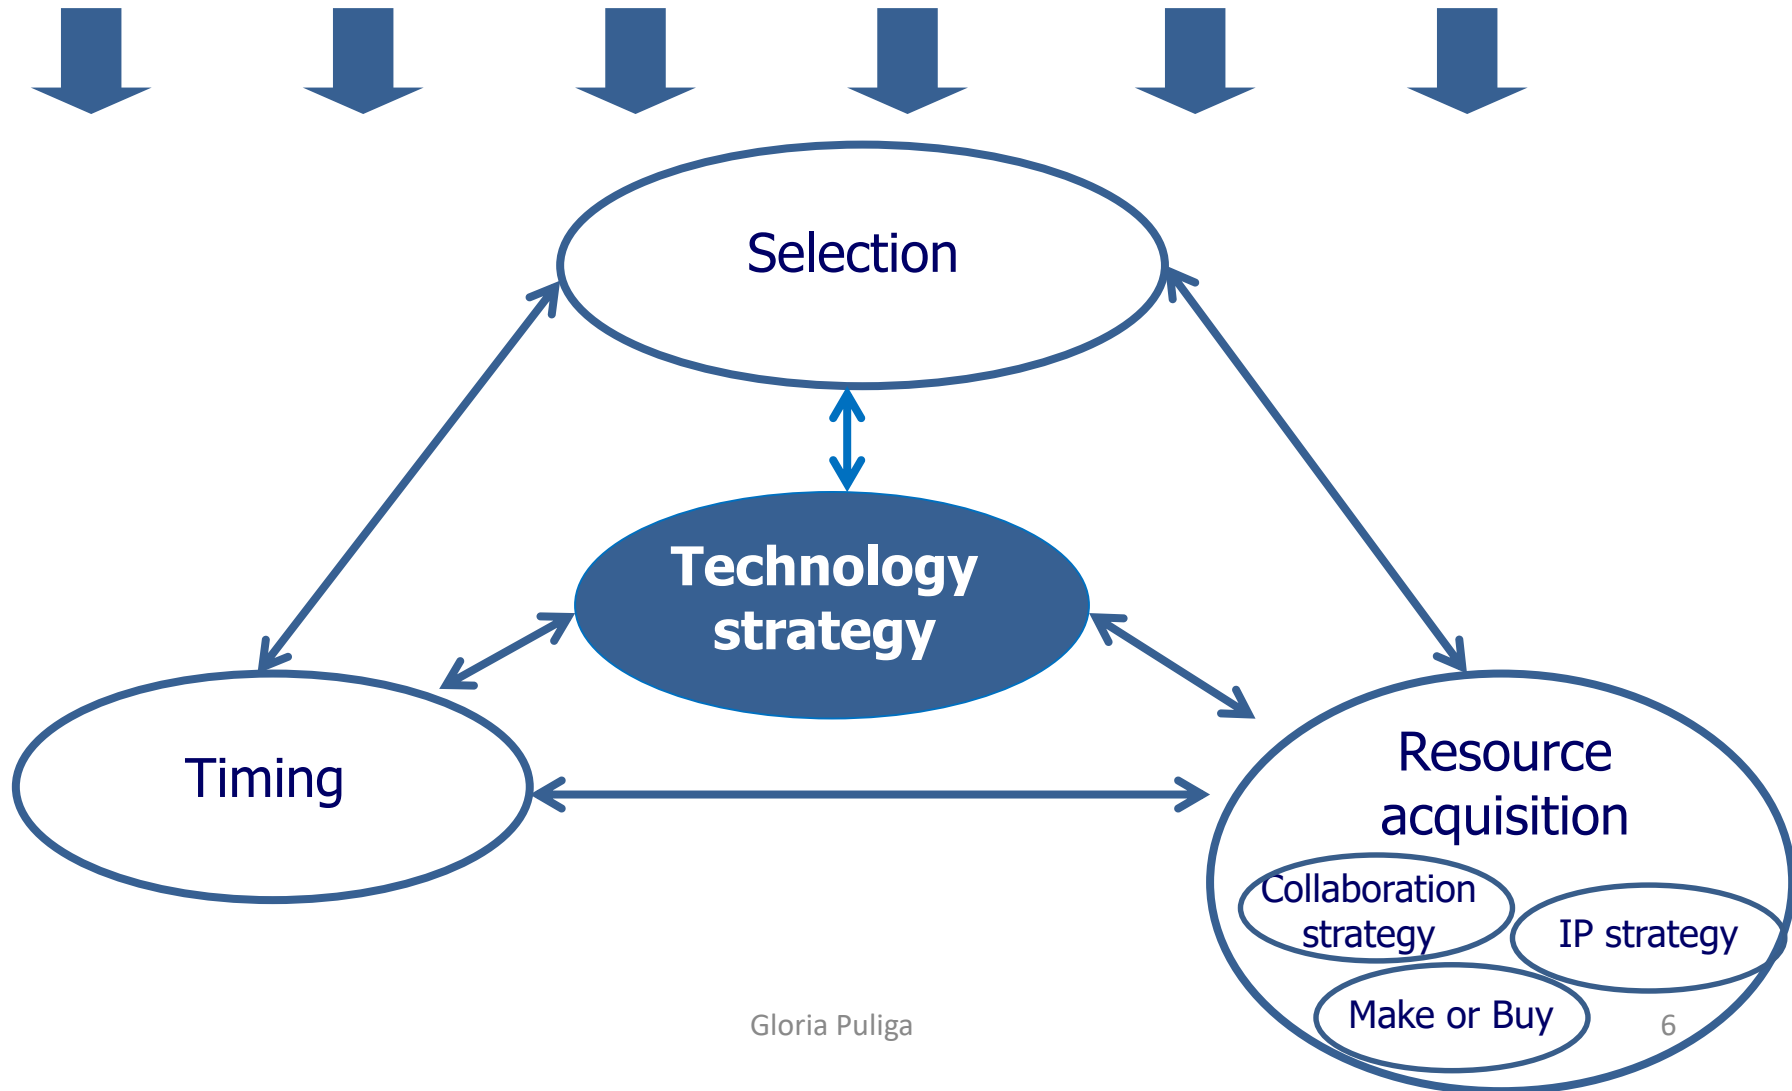 Selection
Technology
strategy
Timing
Resource
acquisition
Collaboration
strategy
IP strategy
Make or Buy
Gloria Puliga
6